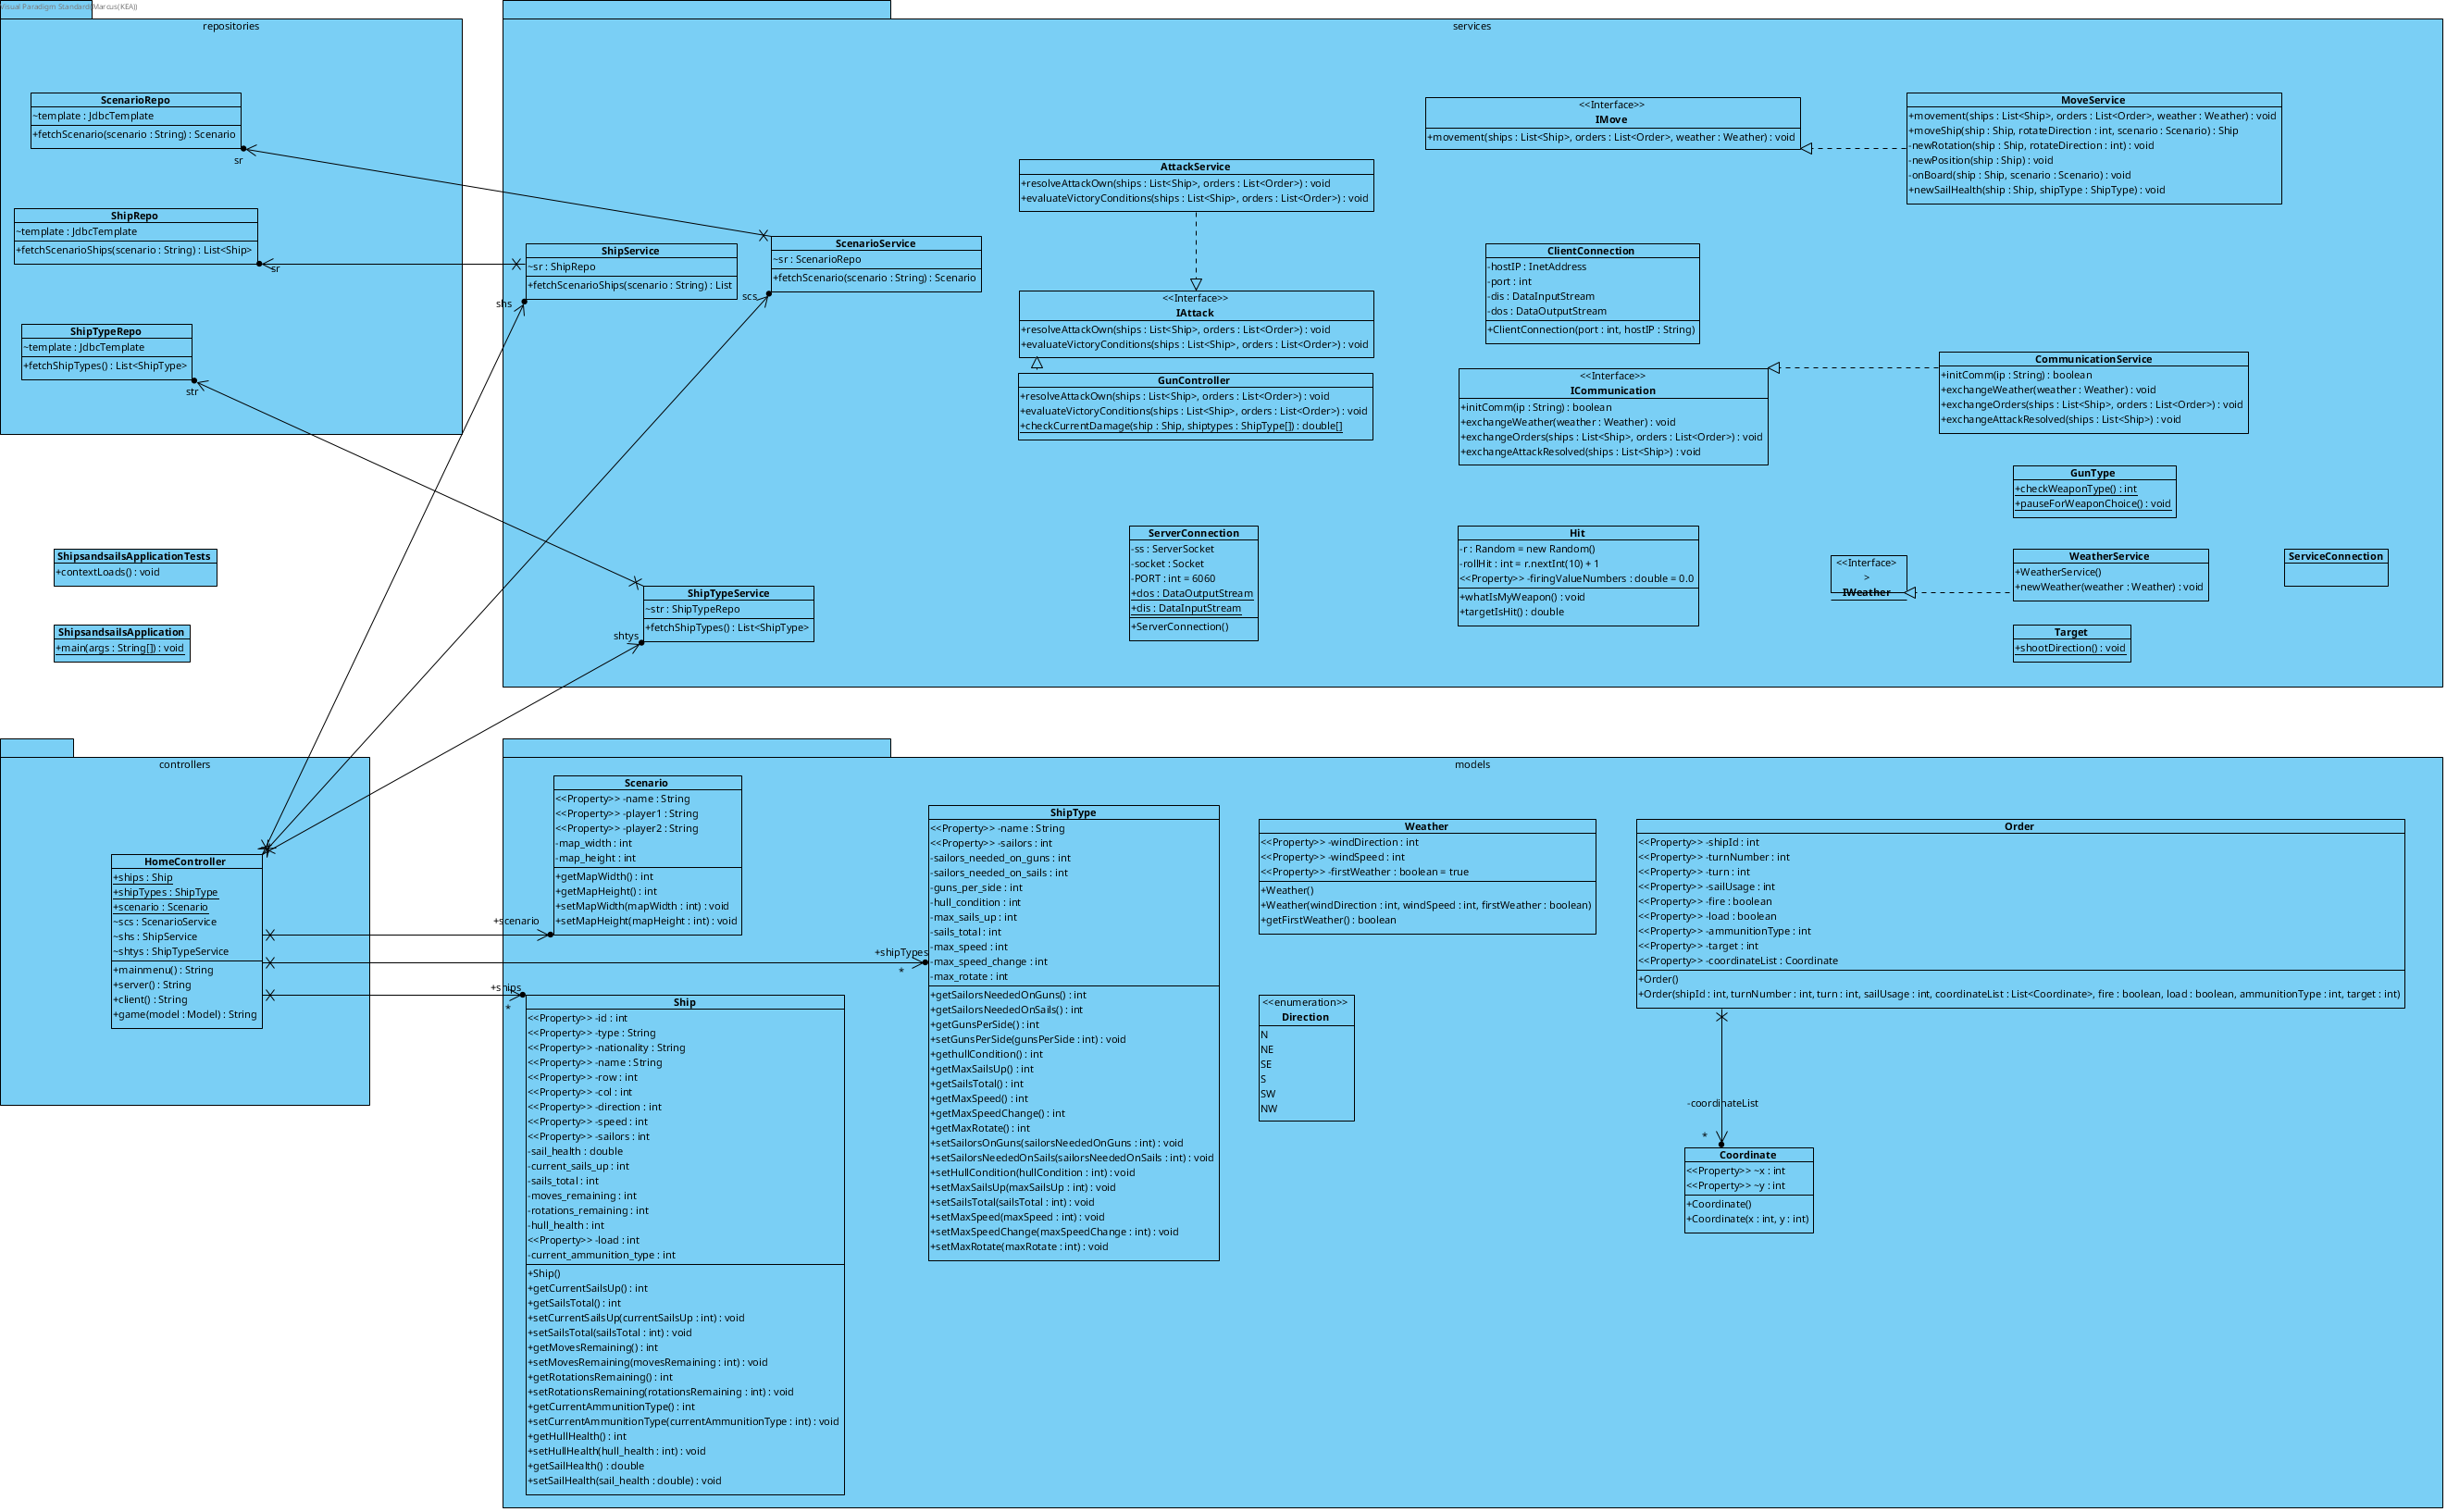 Visual Paradigm Standard(Marcus(KEA))
repositories
ScenarioRepo
~template : JdbcTemplate
+fetchScenario(scenario : String) : Scenario
sr
ShipRepo
~template : JdbcTemplate
+fetchScenarioShips(scenario : String) : List<Ship>
sr
ShipTypeRepo
~template : JdbcTemplate
+fetchShipTypes() : List<ShipType>
str
services
ShipService
~sr : ShipRepo
+fetchScenarioShips(scenario : String) : List
shs
ScenarioService
~sr : ScenarioRepo
+fetchScenario(scenario : String) : Scenario
scs
ShipTypeService
~str : ShipTypeRepo
+fetchShipTypes() : List<ShipType>
shtys
AttackService
+resolveAttackOwn(ships : List<Ship>, orders : List<Order>) : void
+evaluateVictoryConditions(ships : List<Ship>, orders : List<Order>) : void
<<Interface>>
IAttack
+resolveAttackOwn(ships : List<Ship>, orders : List<Order>) : void
+evaluateVictoryConditions(ships : List<Ship>, orders : List<Order>) : void
GunController
+resolveAttackOwn(ships : List<Ship>, orders : List<Order>) : void
+evaluateVictoryConditions(ships : List<Ship>, orders : List<Order>) : void
+checkCurrentDamage(ship : Ship, shiptypes : ShipType[]) : double[]
ServerConnection
-ss : ServerSocket
-socket : Socket
-PORT : int = 6060
+dos : DataOutputStream
+dis : DataInputStream
+ServerConnection()
<<Interface>>
IMove
+movement(ships : List<Ship>, orders : List<Order>, weather : Weather) : void
MoveService
+movement(ships : List<Ship>, orders : List<Order>, weather : Weather) : void
+moveShip(ship : Ship, rotateDirection : int, scenario : Scenario) : Ship
-newRotation(ship : Ship, rotateDirection : int) : void
-newPosition(ship : Ship) : void
-onBoard(ship : Ship, scenario : Scenario) : void
+newSailHealth(ship : Ship, shipType : ShipType) : void
ClientConnection
-hostIP : InetAddress
-port : int
-dis : DataInputStream
-dos : DataOutputStream
+ClientConnection(port : int, hostIP : String)
<<Interface>>
ICommunication
+initComm(ip : String) : boolean
+exchangeWeather(weather : Weather) : void
+exchangeOrders(ships : List<Ship>, orders : List<Order>) : void
+exchangeAttackResolved(ships : List<Ship>) : void
CommunicationService
+initComm(ip : String) : boolean
+exchangeWeather(weather : Weather) : void
+exchangeOrders(ships : List<Ship>, orders : List<Order>) : void
+exchangeAttackResolved(ships : List<Ship>) : void
GunType
+checkWeaponType() : int
+pauseForWeaponChoice() : void
Hit
-r : Random = new Random()
-rollHit : int = r.nextInt(10) + 1
<<Property>> -firingValueNumbers : double = 0.0
+whatIsMyWeapon() : void
+targetIsHit() : double
<<Interface>
>
IWeather
WeatherService
+WeatherService()
+newWeather(weather : Weather) : void
ServiceConnection
Target
+shootDirection() : void
ShipsandsailsApplicationTests
+contextLoads() : void
ShipsandsailsApplication
+main(args : String[]) : void
controllers
HomeController
+ships : Ship
+shipTypes : ShipType
+scenario : Scenario
~scs : ScenarioService
~shs : ShipService
~shtys : ShipTypeService
+mainmenu() : String
+server() : String
+client() : String
+game(model : Model) : String
+scenario
+shipTypes
*
+ships
*
models
Scenario
<<Property>> -name : String
<<Property>> -player1 : String
<<Property>> -player2 : String
-map_width : int
-map_height : int
+getMapWidth() : int
+getMapHeight() : int
+setMapWidth(mapWidth : int) : void
+setMapHeight(mapHeight : int) : void
Ship
<<Property>> -id : int
<<Property>> -type : String
<<Property>> -nationality : String
<<Property>> -name : String
<<Property>> -row : int
<<Property>> -col : int
<<Property>> -direction : int
<<Property>> -speed : int
<<Property>> -sailors : int
-sail_health : double
-current_sails_up : int
-sails_total : int
-moves_remaining : int
-rotations_remaining : int
-hull_health : int
<<Property>> -load : int
-current_ammunition_type : int
+Ship()
+getCurrentSailsUp() : int
+getSailsTotal() : int
+setCurrentSailsUp(currentSailsUp : int) : void
+setSailsTotal(sailsTotal : int) : void
+getMovesRemaining() : int
+setMovesRemaining(movesRemaining : int) : void
+getRotationsRemaining() : int
+setRotationsRemaining(rotationsRemaining : int) : void
+getCurrentAmmunitionType() : int
+setCurrentAmmunitionType(currentAmmunitionType : int) : void
+getHullHealth() : int
+setHullHealth(hull_health : int) : void
+getSailHealth() : double
+setSailHealth(sail_health : double) : void
ShipType
<<Property>> -name : String
<<Property>> -sailors : int
-sailors_needed_on_guns : int
-sailors_needed_on_sails : int
-guns_per_side : int
-hull_condition : int
-max_sails_up : int
-sails_total : int
-max_speed : int
-max_speed_change : int
-max_rotate : int
+getSailorsNeededOnGuns() : int
+getSailorsNeededOnSails() : int
+getGunsPerSide() : int
+setGunsPerSide(gunsPerSide : int) : void
+gethullCondition() : int
+getMaxSailsUp() : int
+getSailsTotal() : int
+getMaxSpeed() : int
+getMaxSpeedChange() : int
+getMaxRotate() : int
+setSailorsOnGuns(sailorsNeededOnGuns : int) : void
+setSailorsNeededOnSails(sailorsNeededOnSails : int) : void
+setHullCondition(hullCondition : int) : void
+setMaxSailsUp(maxSailsUp : int) : void
+setSailsTotal(sailsTotal : int) : void
+setMaxSpeed(maxSpeed : int) : void
+setMaxSpeedChange(maxSpeedChange : int) : void
+setMaxRotate(maxRotate : int) : void
Weather
<<Property>> -windDirection : int
<<Property>> -windSpeed : int
<<Property>> -firstWeather : boolean = true
+Weather()
+Weather(windDirection : int, windSpeed : int, firstWeather : boolean)
+getFirstWeather() : boolean
<<enumeration>>
Direction
N
NE
SE
S
SW
NW
Order
<<Property>> -shipId : int
<<Property>> -turnNumber : int
<<Property>> -turn : int
<<Property>> -sailUsage : int
<<Property>> -fire : boolean
<<Property>> -load : boolean
<<Property>> -ammunitionType : int
<<Property>> -target : int
<<Property>> -coordinateList : Coordinate
+Order()
+Order(shipId : int, turnNumber : int, turn : int, sailUsage : int, coordinateList : List<Coordinate>, fire : boolean, load : boolean, ammunitionType : int, target : int)
-coordinateList
*
Coordinate
<<Property>> ~x : int
<<Property>> ~y : int
+Coordinate()
+Coordinate(x : int, y : int)